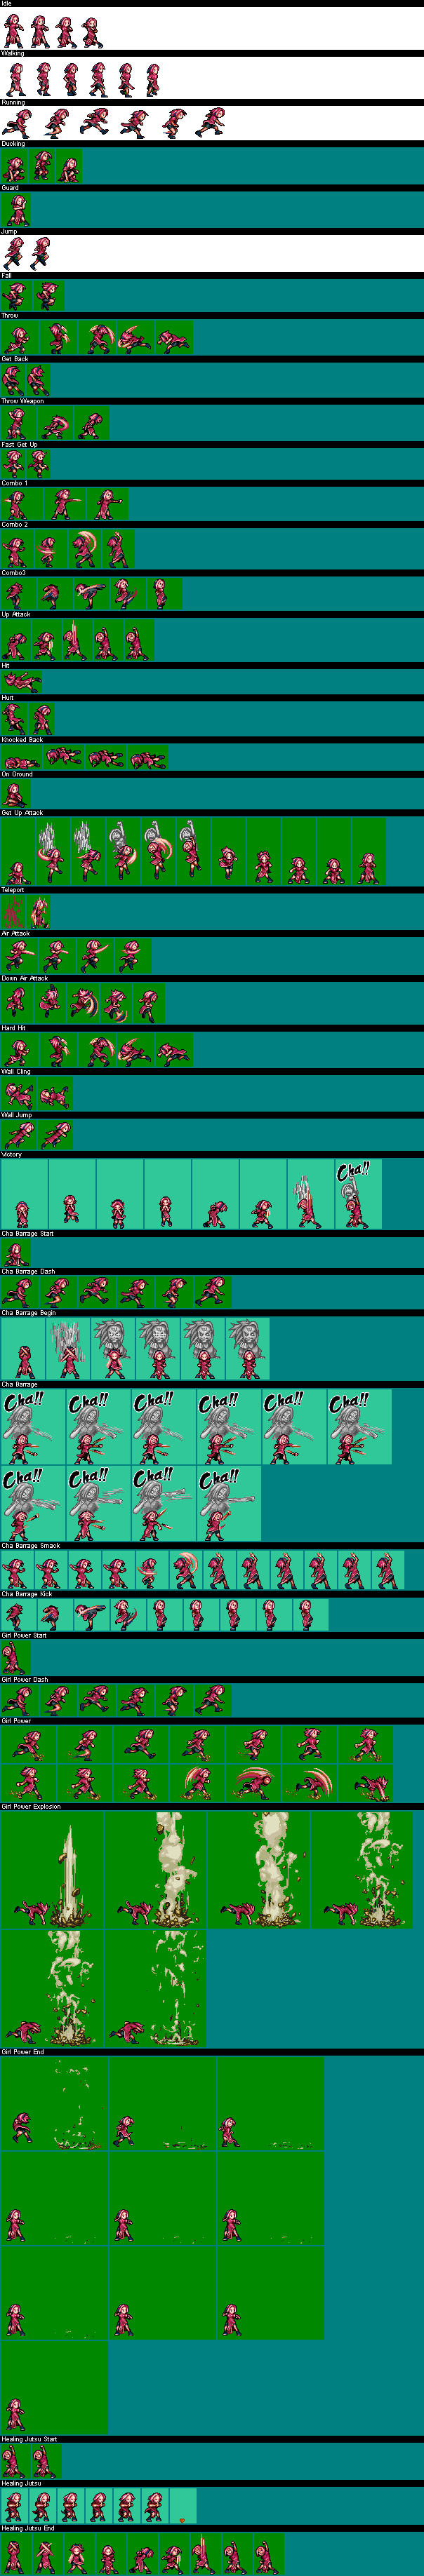 Idle
Walking
Running
Ducking
Guard
Jump
Fall
Throw
Get Back
Throw Weapon
Fast Get Up
Combo 1
Combo 2
Combo3
Up Attack
Hit
Hurt
Knocked Back
On Ground
Get Up Attack
Teleport
Air Attack
Down Air Attack
Hard Hit
Wall Cling
Wall Jump
Victory
Cha!!
Cha Barrage Start
Cha Barrage Dash
Cha Barrage Begin
Cha Barrage
Cha!! Cha!! Cha!! Cha!! Cha!! Cha!!
Cha!! Cha!! Cha!! Cha!!
Cha Barrage Smack
Cha Barrage Kick
Girl Power Start
Girl Power Dash
Girl Power
Girl Power Explosion
Girl Power End
Healing Jutsu Start
Healing Jutsu
Healing Jutsu End